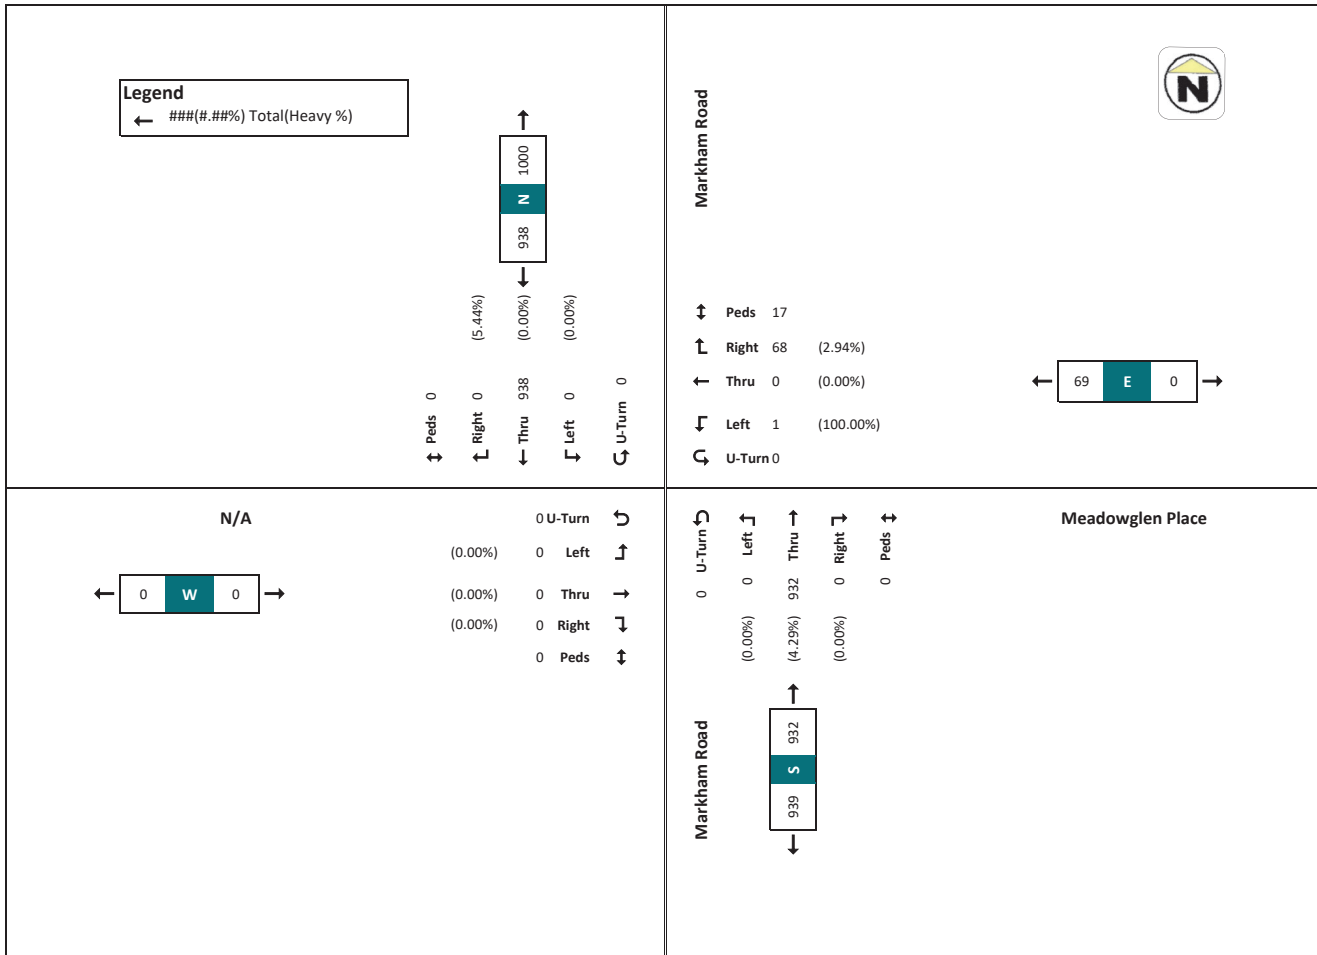 Legend
###(#.##%) Total(Heavy %)
1000
N
938
(5.44%)
(0.00%)
(0.00%)
Peds 0
Right 0
Thru 938
Left 0
U-Turn 0
Markham Road
N
Peds 17
Right 68 (2.94%)
Thru 0 (0.00%)
Left 1 (100.00%)
U-Turn 0
69 E 0
N/A
0 U-Turn
(0.00%) 0 Left
(0.00%) 0 Thru
(0.00%) 0 Right
0 Peds
0 W 0
U-Turn 0
Left 0 (0.00%)
Thru 932 (4.29%)
Right 0 (0.00%)
Peds 0
Meadowglen Place
Markham Road
932
S
939